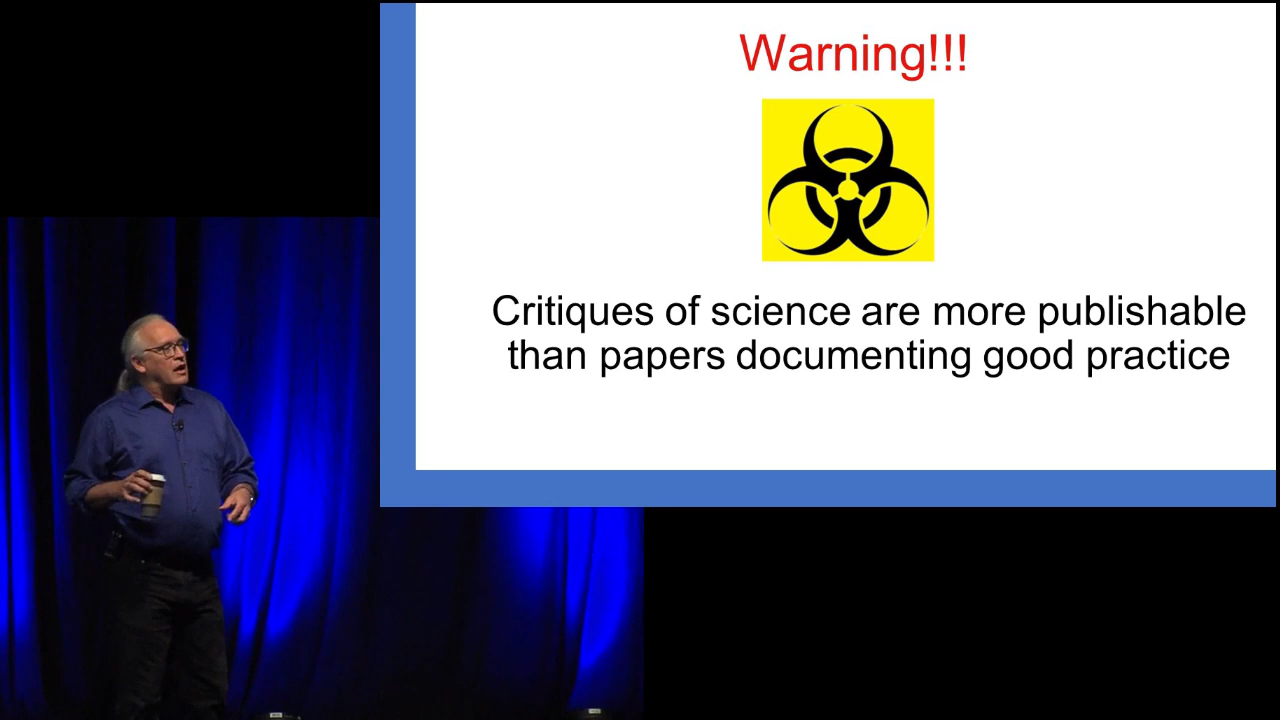 Warning!!!
Critiques of science are more publishable
than papers documenting good practice